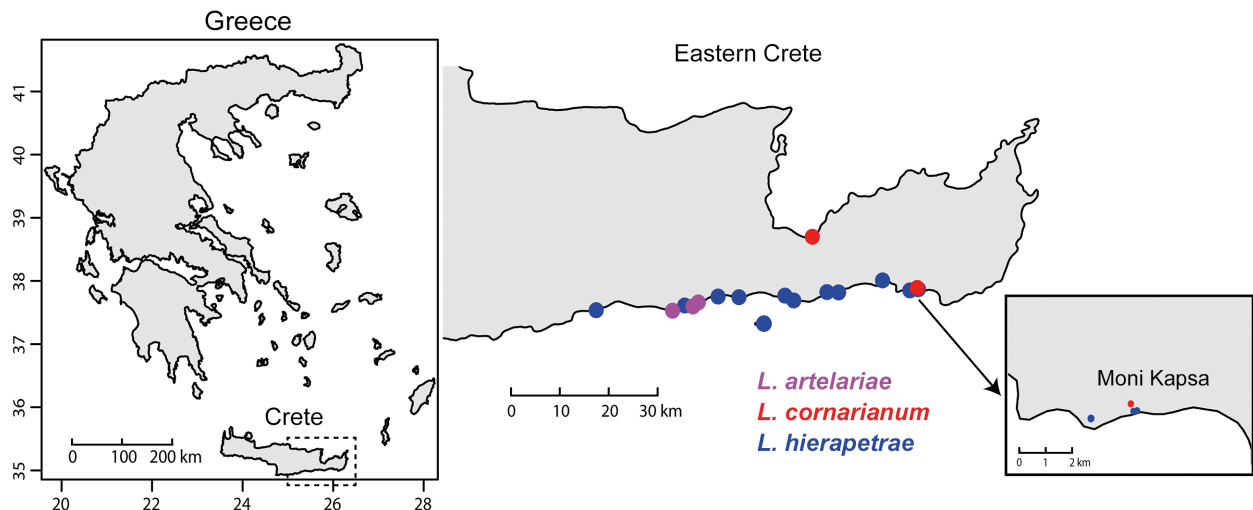 Greece
41
40
39
38
37
36
35
20
22
24
26
28
0 100 200 km
Crete
Eastern Crete
0 10 20 30 km
L. artelariae
L. cornarianum
L. hierapetrae
Moni Kapsa
0 1 2 km